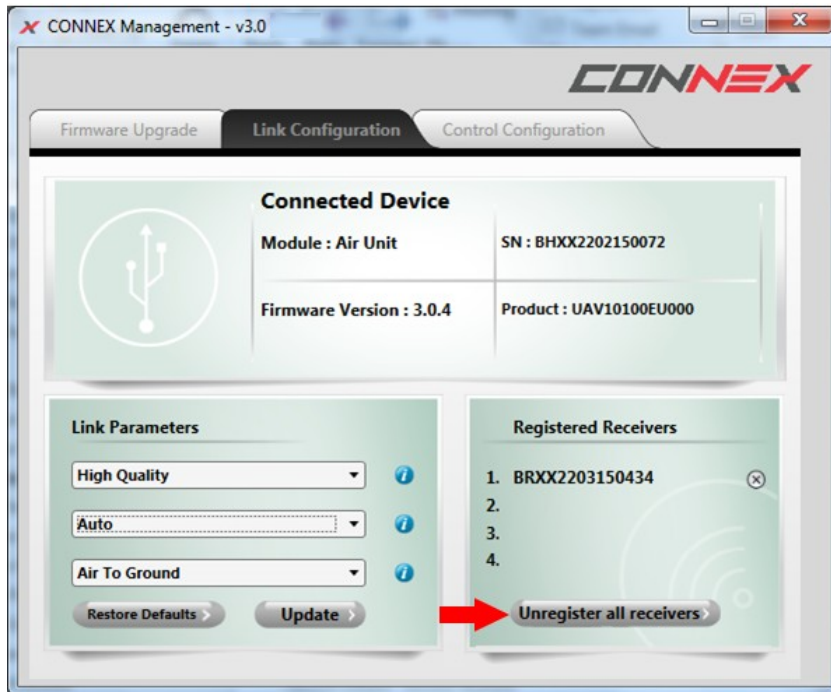 CONNEX Management - v3.0
CONNEX
Firmware Upgrade
Link Configuration
Control Configuration
Connected Device
Module : Air Unit
SN : BHXX2202150072
Firmware Version : 3.0.4
Product : UAV10100EU000
Link Parameters
High Quality
Auto
Air To Ground
Restore Defaults
Update
Registered Receivers
1. BRXX2203150434
2.
3.
4.
Unregister all receivers